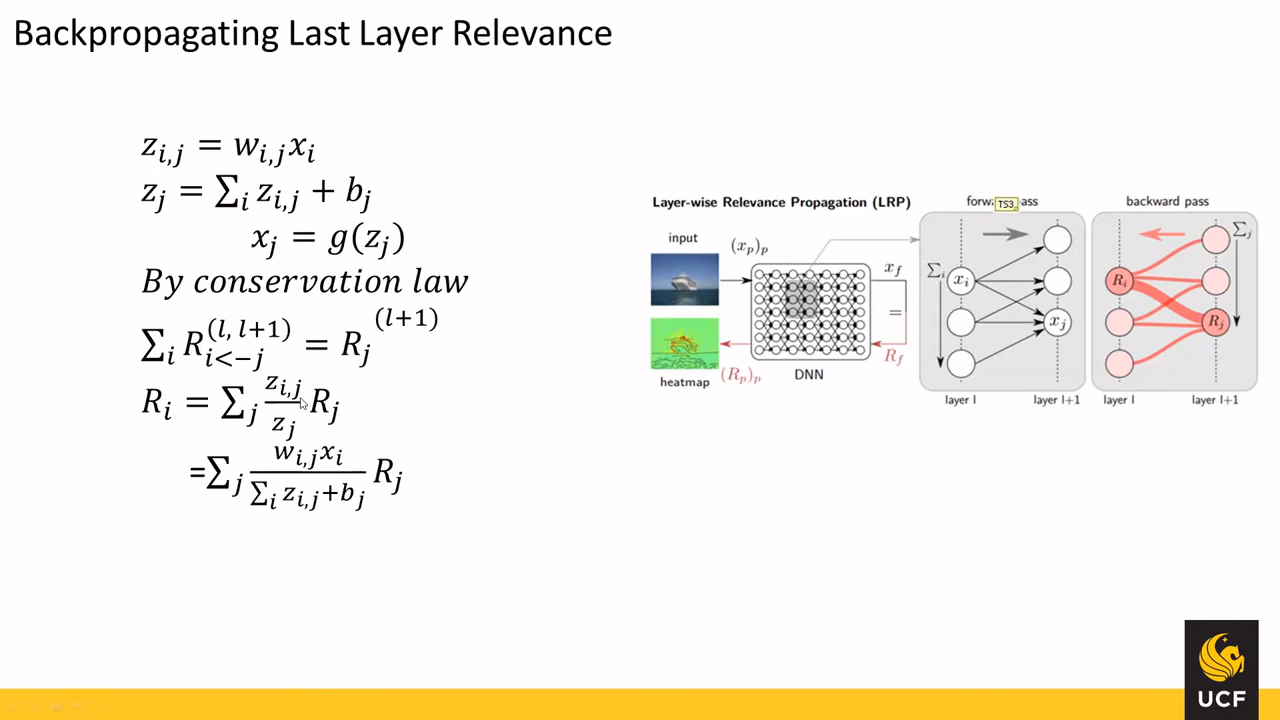 Backpropagating Last Layer Relevance
z_{i,j} = w_{i,j}x_i
z_j = ∑_i z_{i,j} + b_j
x_j = g(z_j)
By conservation law
∑_i R_{i<−j}^{(l, l+1)} = R_j^{(l+1)}
R_i = ∑_j \frac{z_{i,j}}{z_j} R_j
=∑_j \frac{w_{i,j}x_i}{∑_i z_{i,j}+b_j} R_j
Layer-wise Relevance Propagation (LRP)
input
(x_p)_p
x_f
=
R_f
(R_p)_p
heatmap
DNN
forwa TS3 ass
∑_i
x_i
x_j
layer l
layer l+1
backward pass
∑_j
R_i
R_j
layer l
layer l+1
UCF